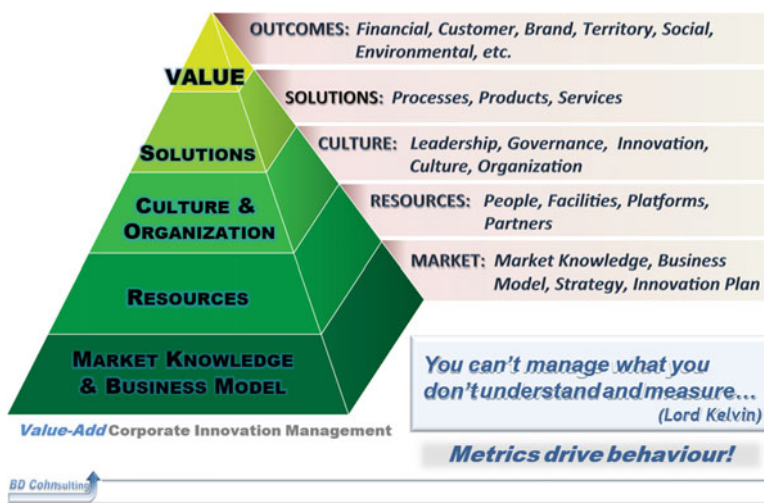 OUTCOMES: Financial, Customer, Brand, Territory, Social,
Environmental, etc.
VALUE
SOLUTIONS: Processes, Products, Services
SOLUTIONS
CULTURE: Leadership, Governance, Innovation,
Culture, Organization
CULTURE &
ORGANIZATION
RESOURCES: People, Facilities, Platforms,
Partners
RESOURCES
MARKET: Market Knowledge, Business
Model, Strategy, Innovation Plan
MARKET KNOWLEDGE
& BUSINESS MODEL
You can't manage what you
don't understand and measure...
(Lord Kelvin)
Value-Add Corporate Innovation Management
Metrics drive behaviour!
BD Cohnsulting